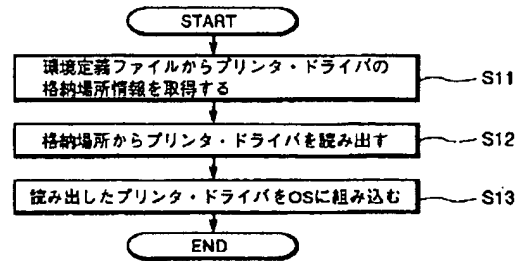 START
環境定義ファイルからプリンタ・ドライバの
格納場所情報を取得する
S11
格納場所からプリンタ・ドライバを読み出す
S12
読み出したプリンタ・ドライバをOSに組み込む
S13
END